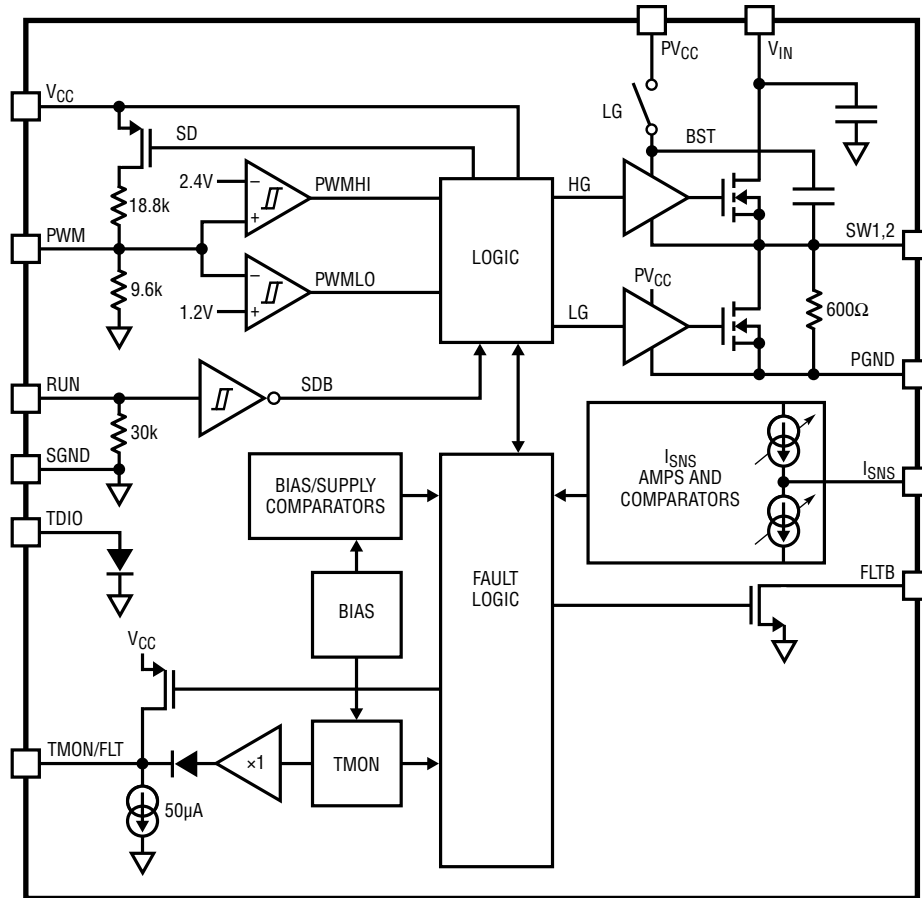 PVCC
VIN
VCC
LG
SD
BST
2.4V
–
PWMHI
HG
18.8k
+
PWM
LOGIC
SW1,2
–
PVCC
9.6k
PWMLO
LG
600Ω
1.2V
+
PGND
RUN
SDB
30k
SGND
ISNS
AMPS AND
COMPARATORS
ISNS
BIAS/SUPPLY
COMPARATORS
TDIO
FAULT
LOGIC
FLTB
BIAS
VCC
TMON/FLT
×1
TMON
50µA